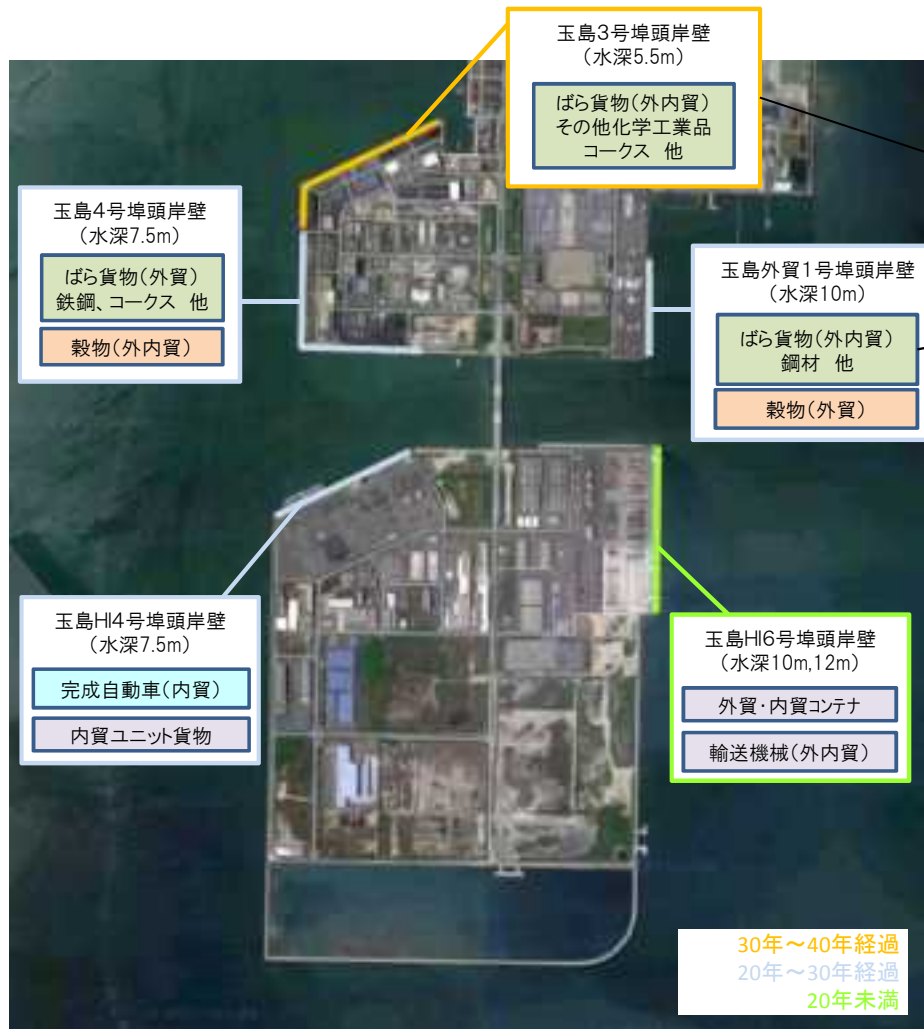 玉島3号埠頭岸壁
(水深5.5m)
ばら貨物(外内貿)
その他化学工業品
コークス 他
玉島4号埠頭岸壁
(水深7.5m)
ばら貨物(外貿)
鉄鋼、コークス 他
穀物(外内貿)
玉島外貿1号埠頭岸壁
(水深10m)
ばら貨物(外内貿)
鋼材 他
穀物(外貿)
玉島HI4号埠頭岸壁
(水深7.5m)
完成自動車(内貿)
内貿ユニット貨物
玉島HI6号埠頭岸壁
(水深10m,12m)
外貿・内貿コンテナ
輸送機械(外内貿)
30年～40年経過
20年～30年経過
20年未満